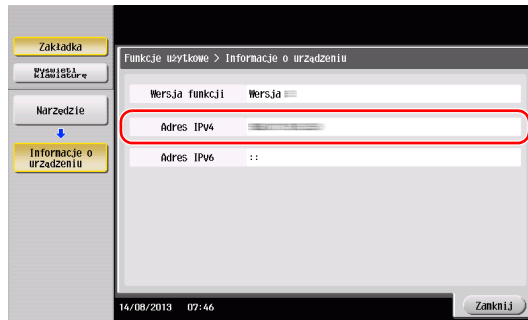 Zakładka
Wyświetl
klawiaturę
Narzędzie
Informacje o
urządzeniu
Funkcje użytkowe > Informacje o urządzeniu
Wersja funkcji Wersja
Adres IPv4
Adres IPv6 ::
14/08/2013 07:46
Zamknij